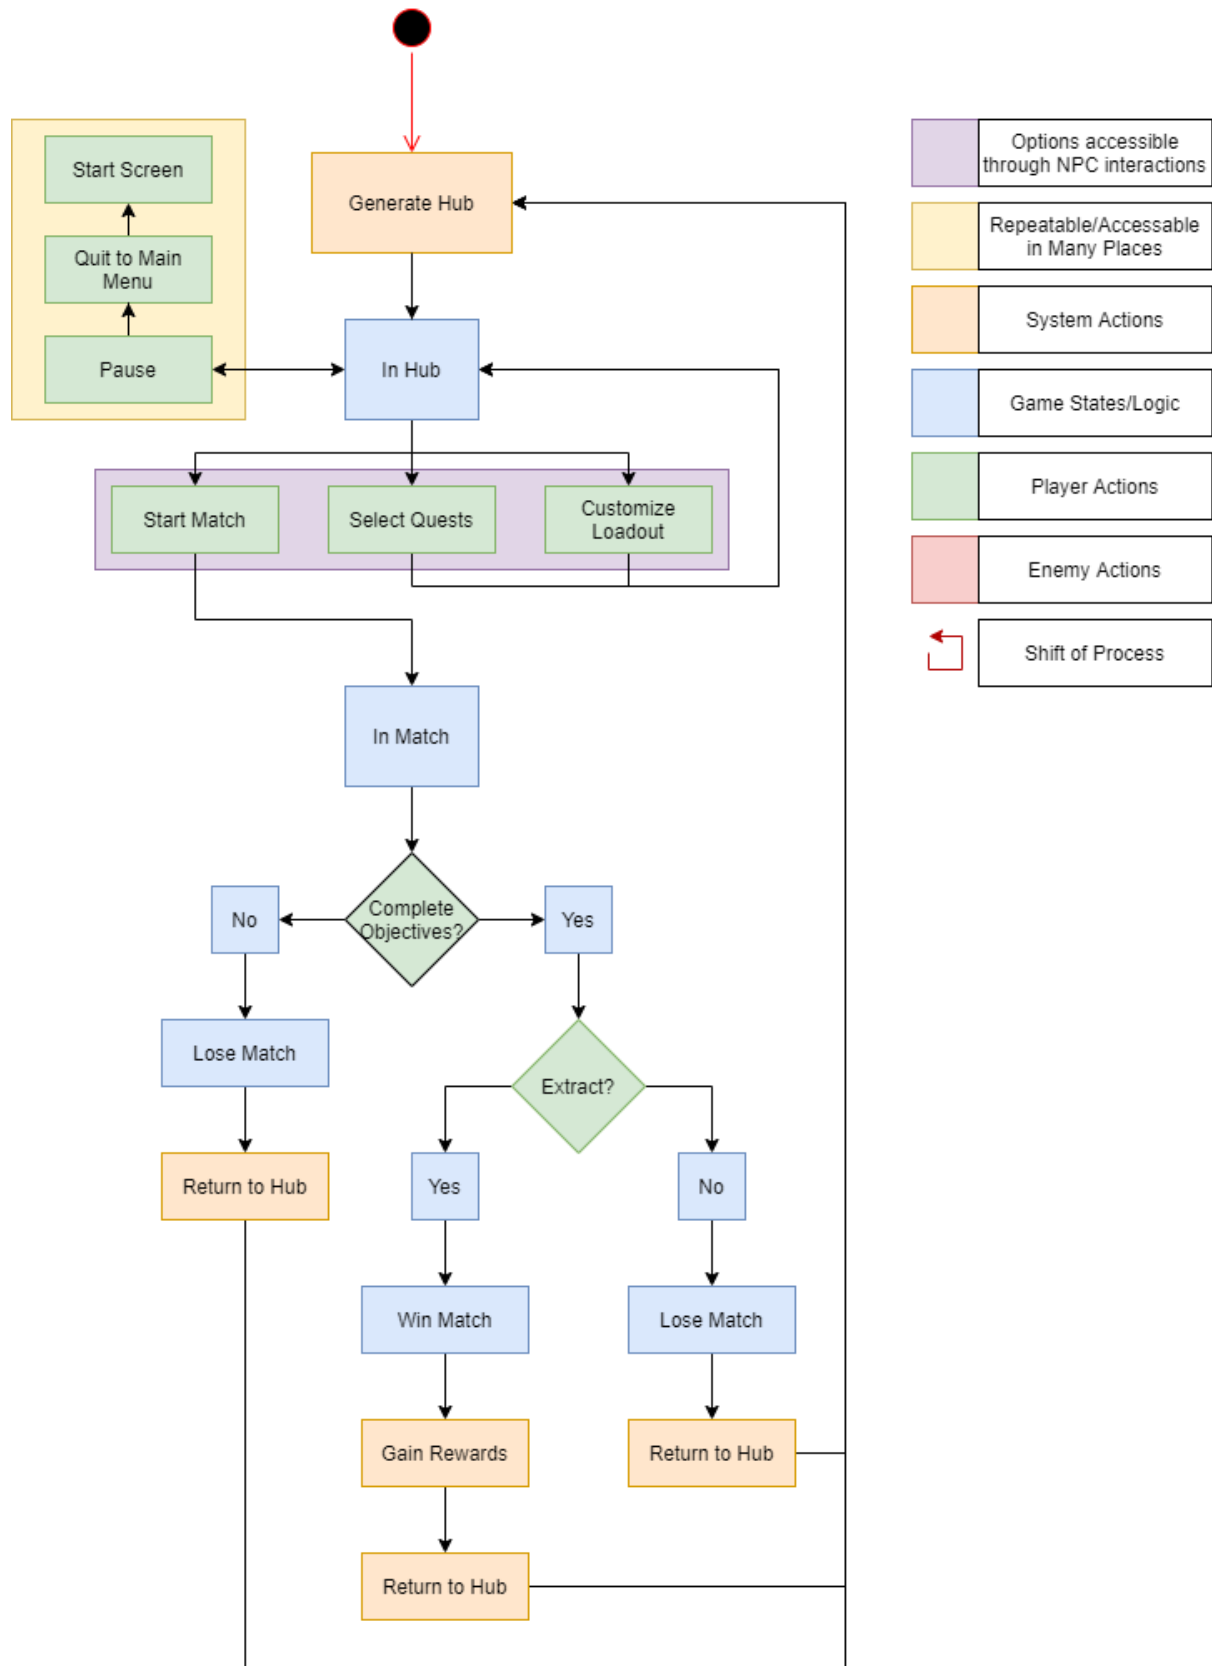 Start Screen
Quit to Main
Menu
Pause
Generate Hub
In Hub
Start Match
Select Quests
Customize
Loadout
In Match
Complete
Objectives?
No
Yes
Lose Match
Extract?
Return to Hub
Yes
No
Win Match
Lose Match
Gain Rewards
Return to Hub
Return to Hub
Options accessible
through NPC interactions
Repeatable/Accessable
in Many Places
System Actions
Game States/Logic
Player Actions
Enemy Actions
Shift of Process